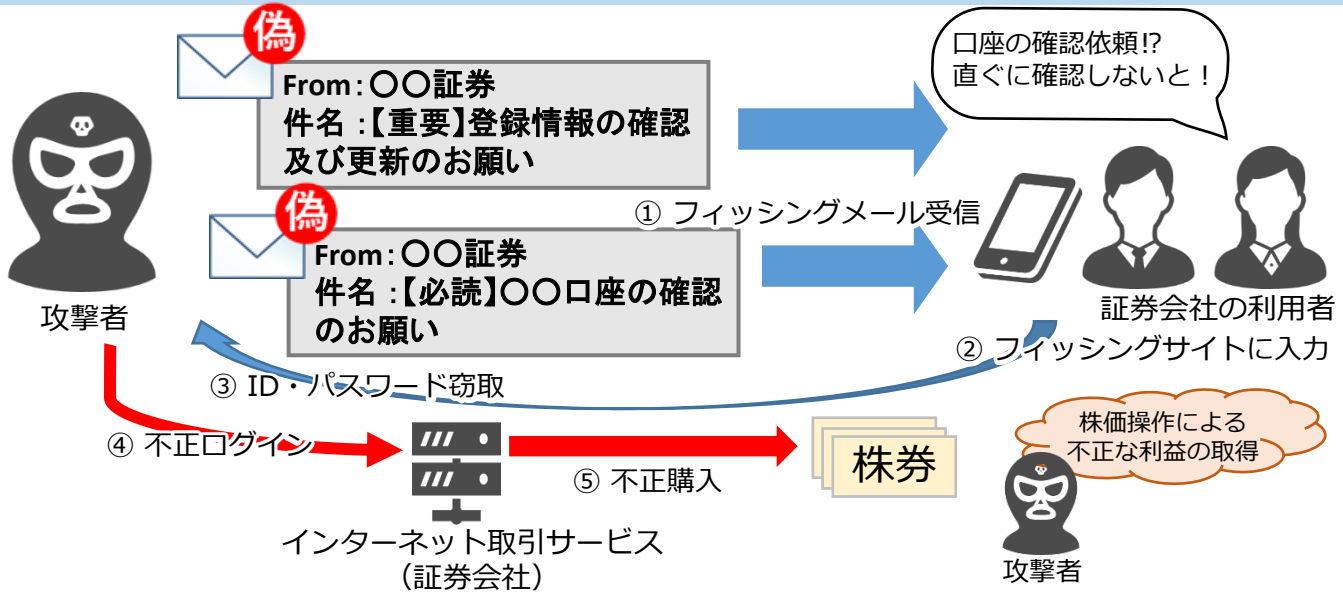 偽
From:〇〇証券
件名:【重要】登録情報の確認
及び更新のお願い
口座の確認依頼!?
直ぐに確認しないと!
偽
From:〇〇証券
件名:【必読】〇〇口座の確認
のお願い
① フィッシングメール受信
攻撃者
証券会社の利用者
② フィッシングサイトに入力
③ ID・パスワード窃取
④ 不正ログイン
⑤ 不正購入
株券
株価操作による
不正な利益の取得
インターネット取引サービス
(証券会社)
攻撃者